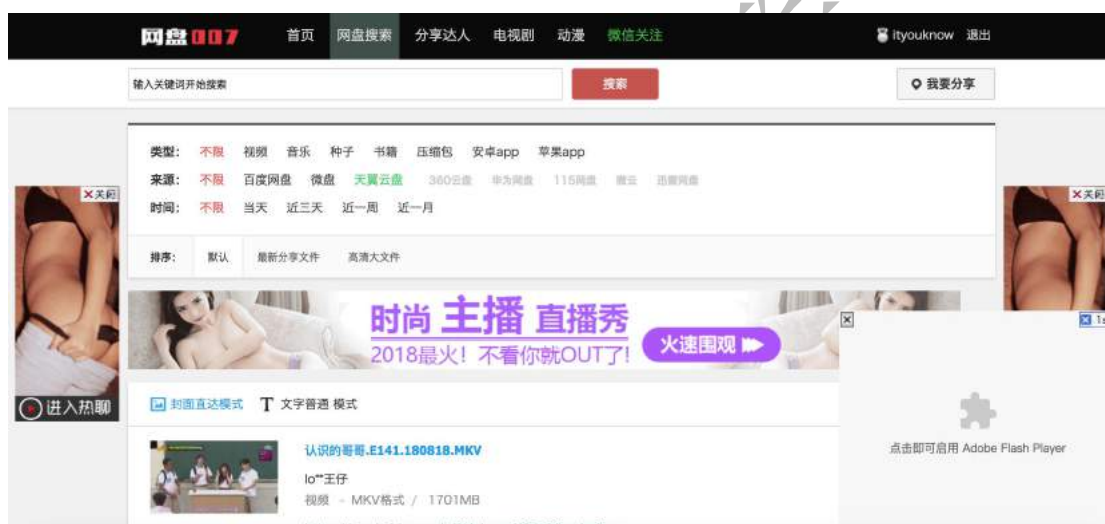 网盘007 首页 网盘搜索 分享达人 电视剧 动漫 微信关注 ityouknow 退出
输入关键词开始搜索 搜索 我要分享
类型： 不限 视频 音乐 种子 书籍 压缩包 安卓app 苹果app
来源： 不限 百度网盘 微盘 天翼云盘 360云盘 华为网盘 115网盘 微云 迅雷网盘
×关闭 ×关闭
时间： 不限 当天 近三天 近一周 近一月
排序： 默认 最新分享文件 高清大文件
时尚 主播 直播秀
2018最火！不看你就OUT了！ 火速围观
进入热聊 封面直达模式 T 文字普通 模式
认识的哥哥.E141.180818.MKV
点击即可启用 Adobe Flash Player
lo**王仔
视频 - MKV格式 / 1701MB